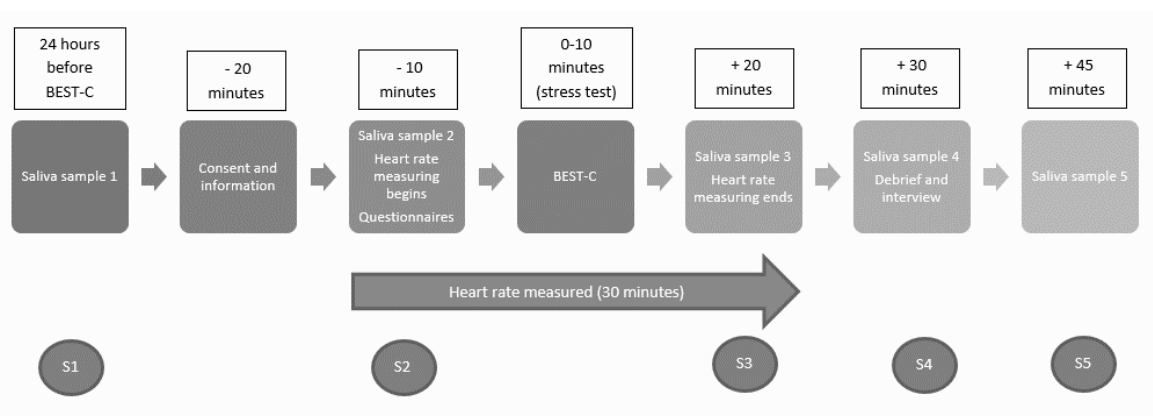 24 hours
before
BEST-C
- 20
minutes
- 10
minutes
0-10
minutes
(stress test)
+ 20
minutes
+ 30
minutes
+ 45
minutes
Saliva sample 1
Consent and
information
Saliva sample 2
Heart rate
measuring
begins
Questionnaires
BEST-C
Saliva sample 3
Heart rate
measuring ends
Saliva sample 4
Debrief and
interview
Saliva sample 5
Heart rate measured (30 minutes)
S1
S2
S3
S4
S5